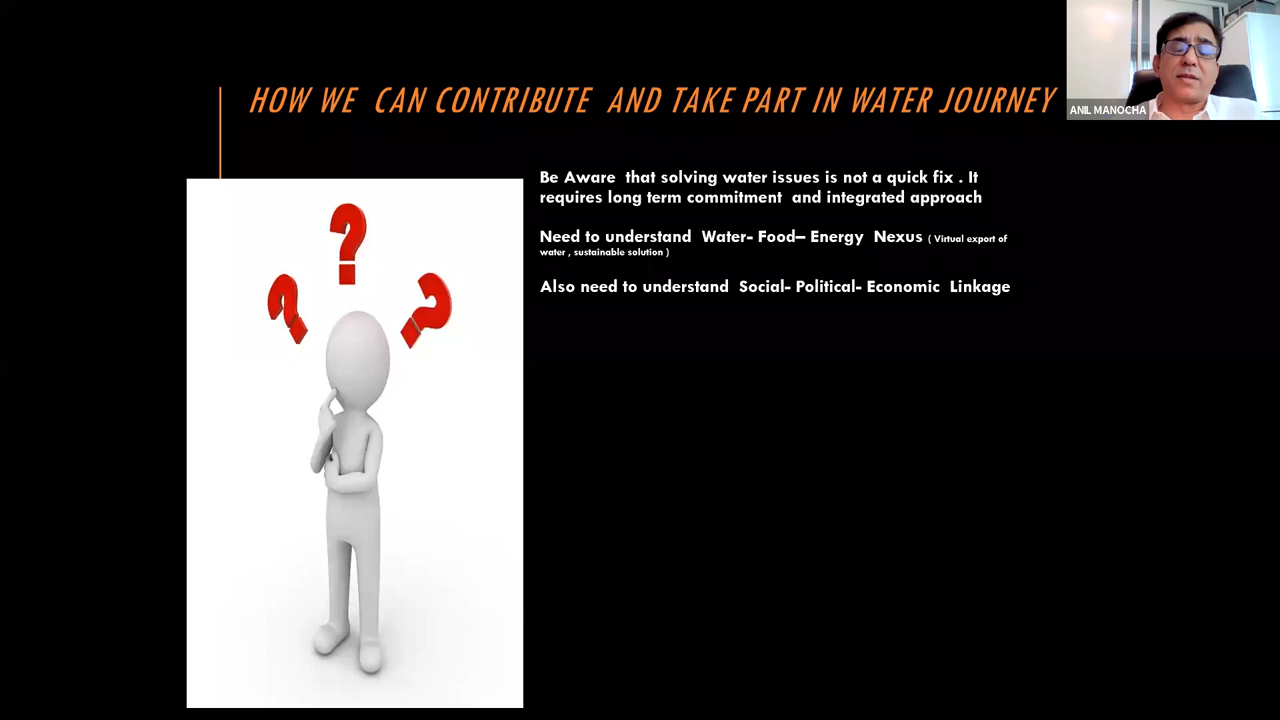 HOW WE CAN CONTRIBUTE AND TAKE PART IN WATER JOURNEY
ANIL MANOCHA
Be Aware that solving water issues is not a quick fix . It
requires long term commitment and integrated approach
Need to understand Water- Food– Energy Nexus ( Virtual export of
water , sustainable solution )
Also need to understand Social- Political- Economic Linkage